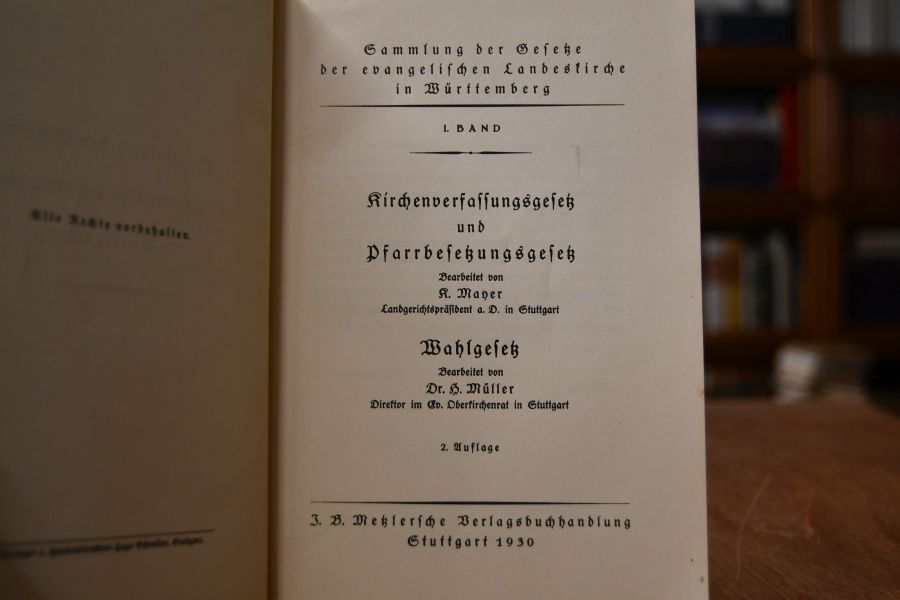 Alle Rechte vorbehalten.
Stuttgart.
Sammlung der Gesetze
der evangelischen Landeskirche
in Württemberg
I. BAND
Kirchenverfassungsgesetz
und
Pfarrbesetzungsgesetz
Bearbeitet von
K. Mayer
Landgerichtspräsident a. D. in Stuttgart
Wahlgesetz
Bearbeitet von
Dr. H. Müller
Direktor im Ev. Oberkirchenrat in Stuttgart
2. Auflage
J. B. Metzlersche Verlagsbuchhandlung
Stuttgart 1930